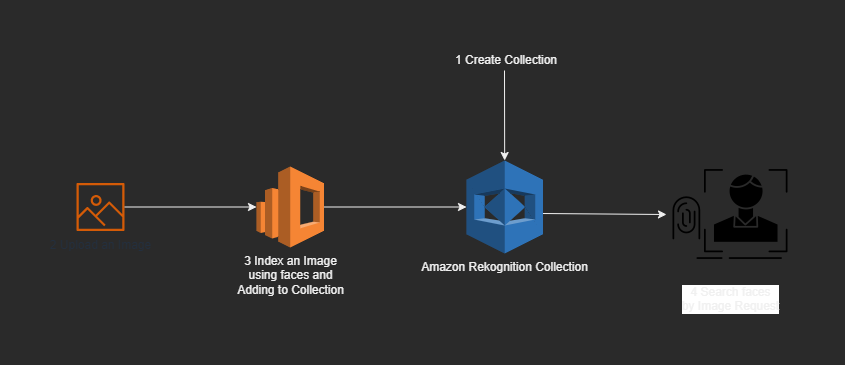 1 Create Collection
3 Index an Image
using faces and
Adding to Collection
Amazon Rekognition Collection
4 Search faces
by Image Request